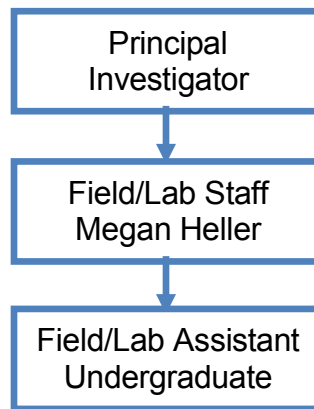 Principal
Investigator
Field/Lab Staff
Megan Heller
Field/Lab Assistant
Undergraduate